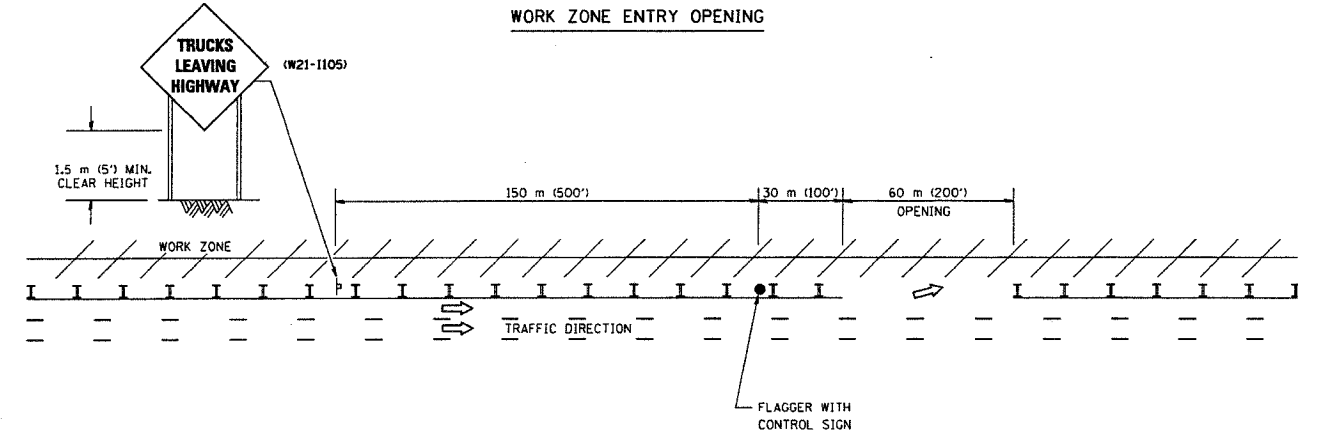 WORK ZONE ENTRY OPENING
TRUCKS
LEAVING
HIGHWAY
(W21-I105)
1.5 m (5') MIN.
CLEAR HEIGHT
150 m (500')
30 m (100')
60 m (200')
OPENING
WORK ZONE
TRAFFIC DIRECTION
FLAGGER WITH
CONTROL SIGN